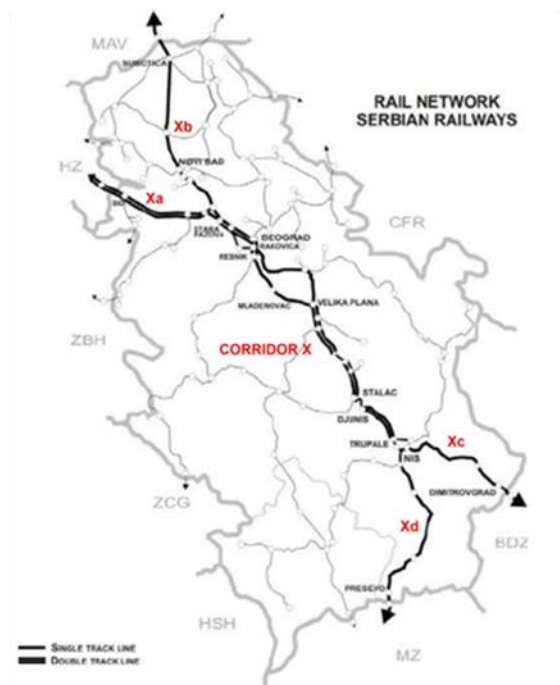 MAV
SUBOTICA
RAIL NETWORK
SERBIAN RAILWAYS
Xb
NOVI SAD
HZ
Xa
STARA
PAZOVA
BEOGRAD
RAKOVICA
RESNIK
CFR
MLADENOVAC
VELIKA PLANA
ZBH
CORRIDOR X
STALAC
DJUNIS
TRUPALE
NIS
Xc
DIMITROVGRAD
ZCG
Xd
BDZ
PRESEVO
HSH
MZ
SINGLE TRACK LINE
DOUBLE TRACK LINE